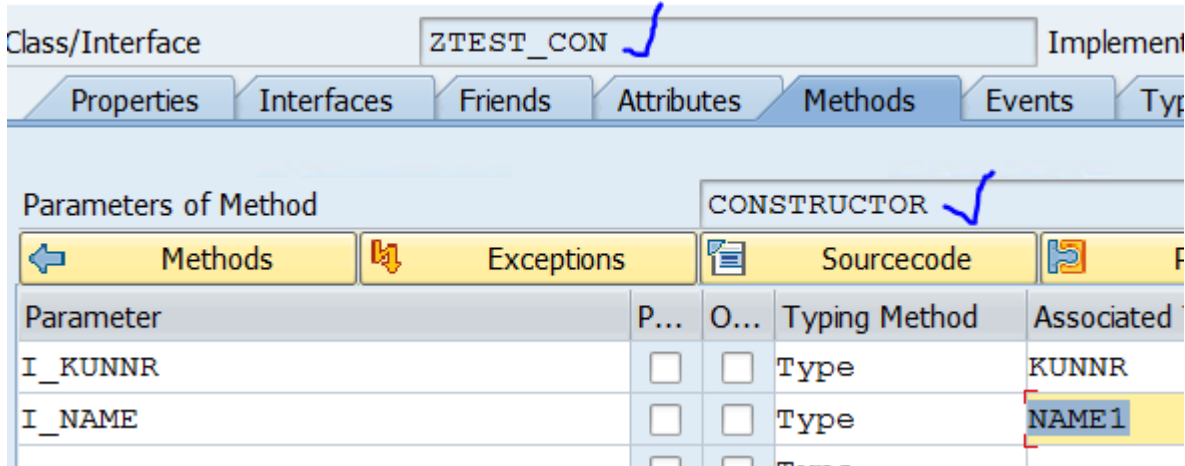 Class/Interface ZTEST_CON Implement
Properties Interfaces Friends Attributes Methods Events Typ
Parameters of Method CONSTRUCTOR
Methods Exceptions Sourcecode P
Parameter P... O... Typing Method Associated
I_KUNNR Type KUNNR
I_NAME Type NAME1